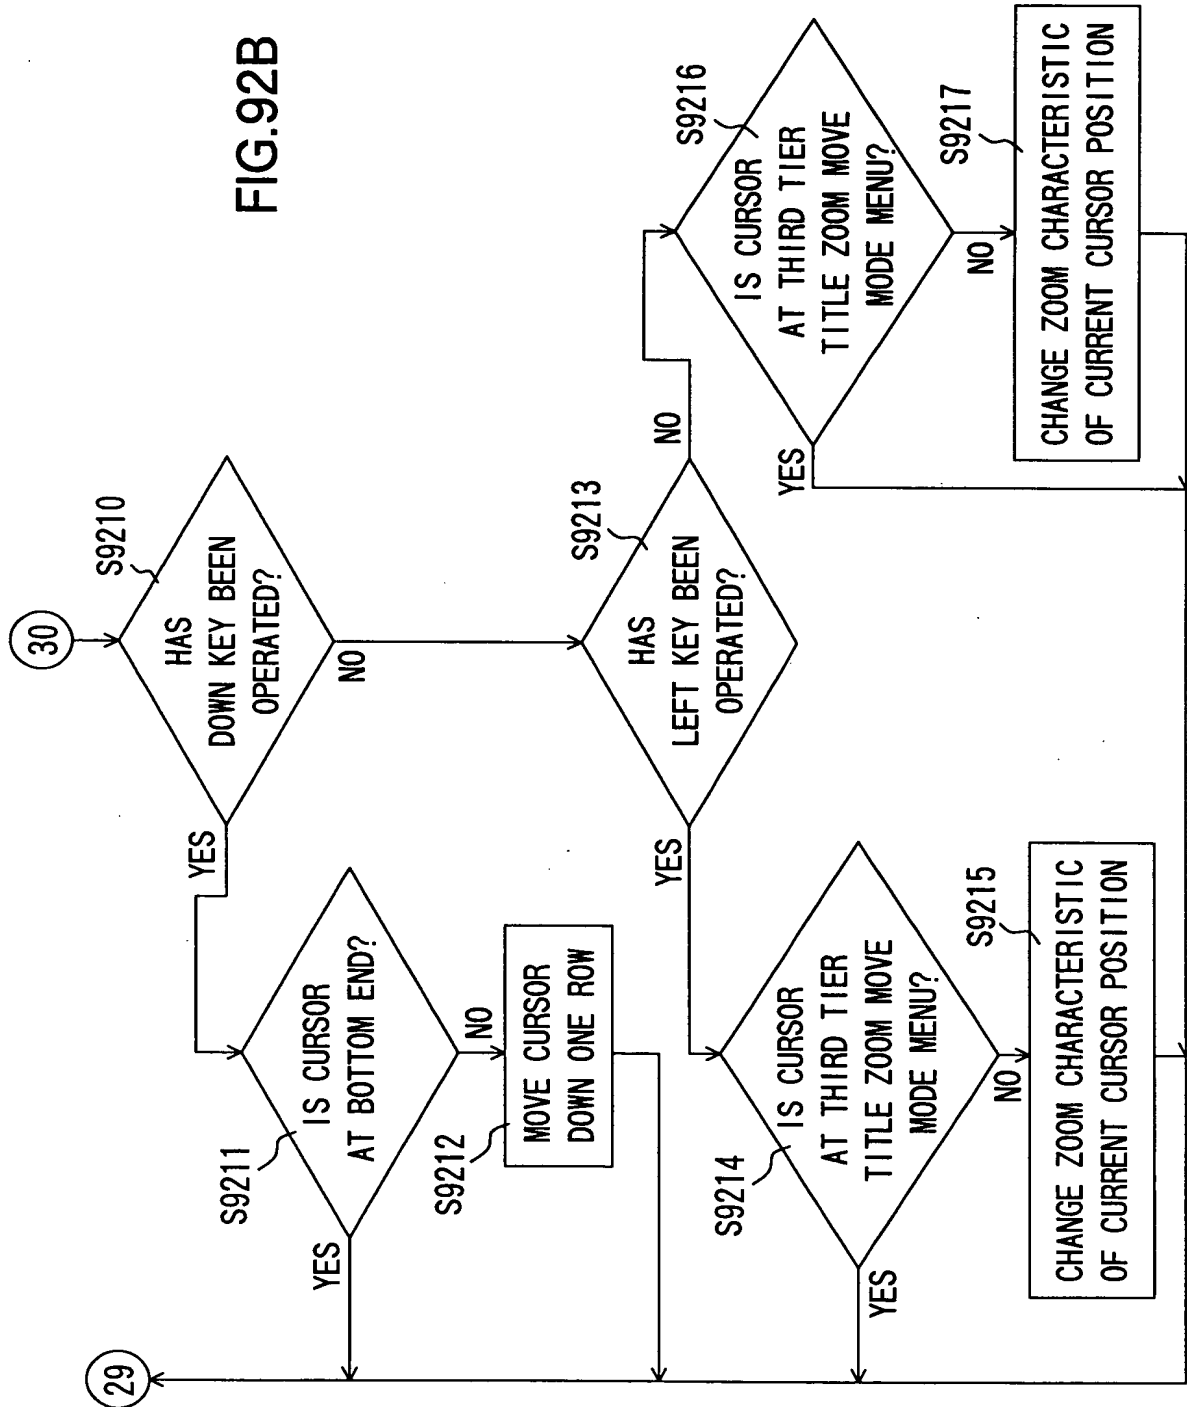 FIG.92B
30
S9210
HAS
DOWN KEY BEEN
OPERATED?
YES
NO
S9211
IS CURSOR
AT BOTTOM END?
YES
NO
S9212
MOVE CURSOR
DOWN ONE ROW
S9213
HAS
LEFT KEY BEEN
OPERATED?
YES
NO
S9214
IS CURSOR
AT THIRD TIER
TITLE ZOOM MOVE
MODE MENU?
YES
NO
S9215
CHANGE ZOOM CHARACTERISTIC
OF CURRENT CURSOR POSITION
S9216
IS CURSOR
AT THIRD TIER
TITLE ZOOM MOVE
MODE MENU?
YES
NO
S9217
CHANGE ZOOM CHARACTERISTIC
OF CURRENT CURSOR POSITION
29